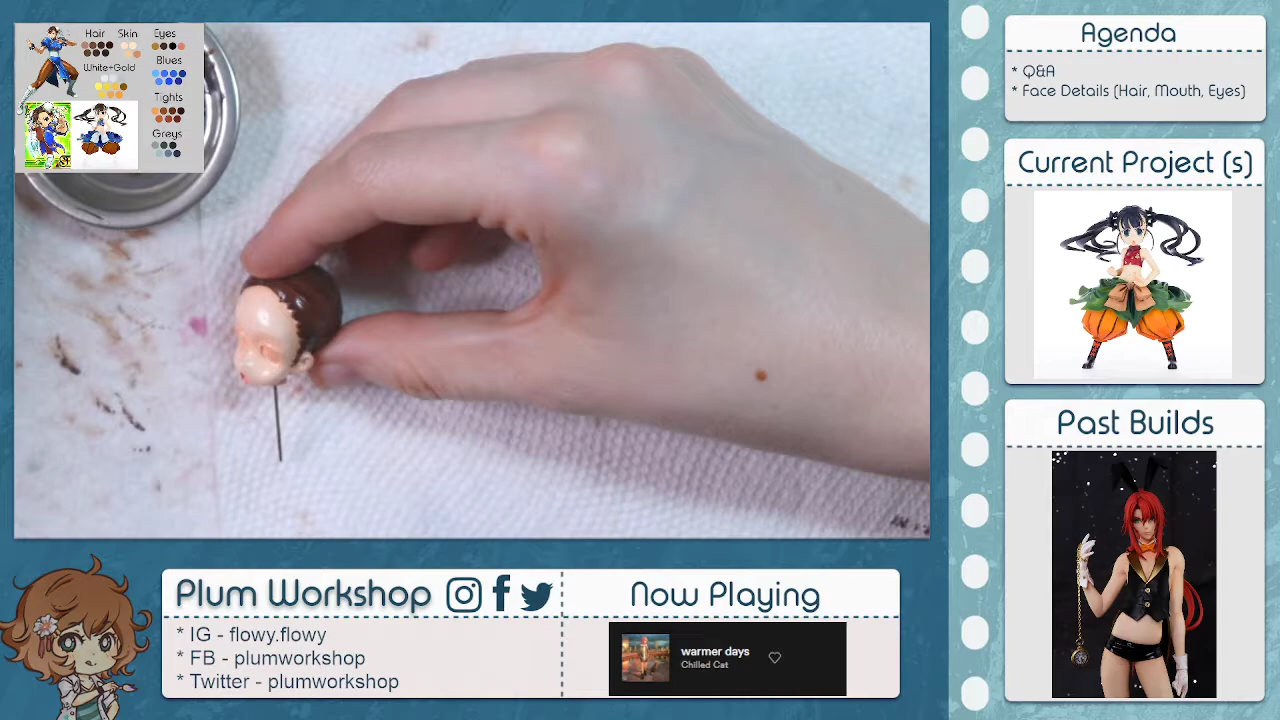 Hair Skin Eyes
White+Gold
Blues
Tights
Greys
Agenda
* Q&A
* Face Details (Hair, Mouth, Eyes)
Current Project (s)
Past Builds
Plum Workshop
* IG - flowy.flowy
* FB - plumworkshop
* Twitter - plumworkshop
Now Playing
warmer days
Chilled Cat